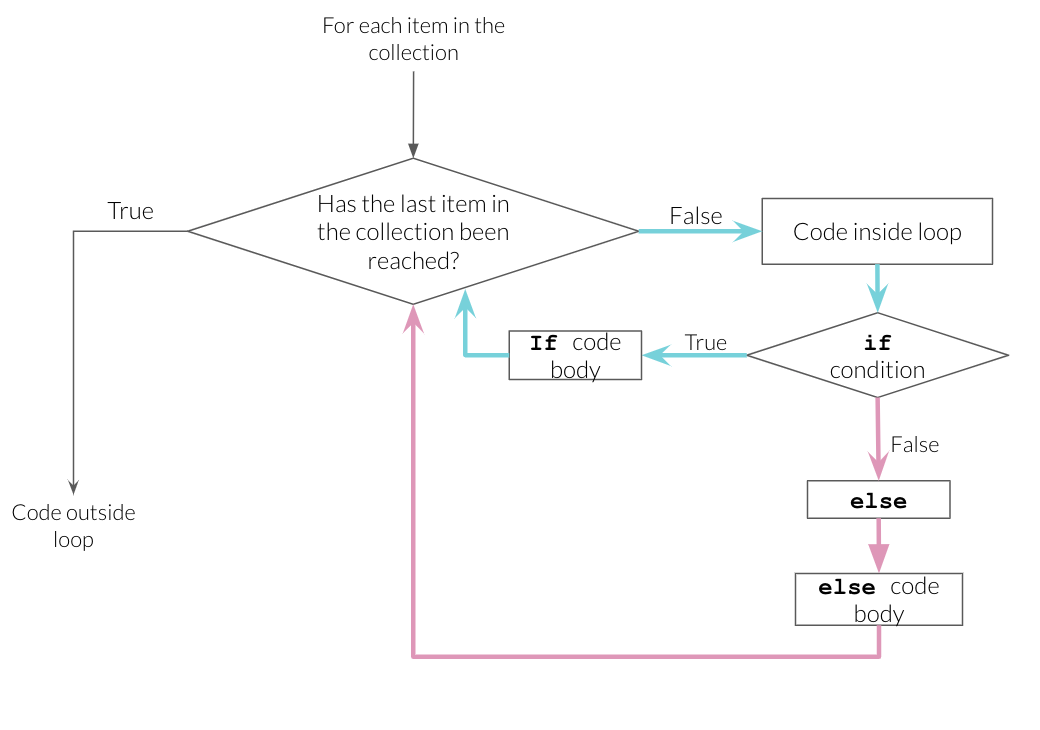 For each item in the
collection
Has the last item in
the collection been
reached?
True
False
Code inside loop
if
condition
True
If code
body
False
else
else code
body
Code outside
loop